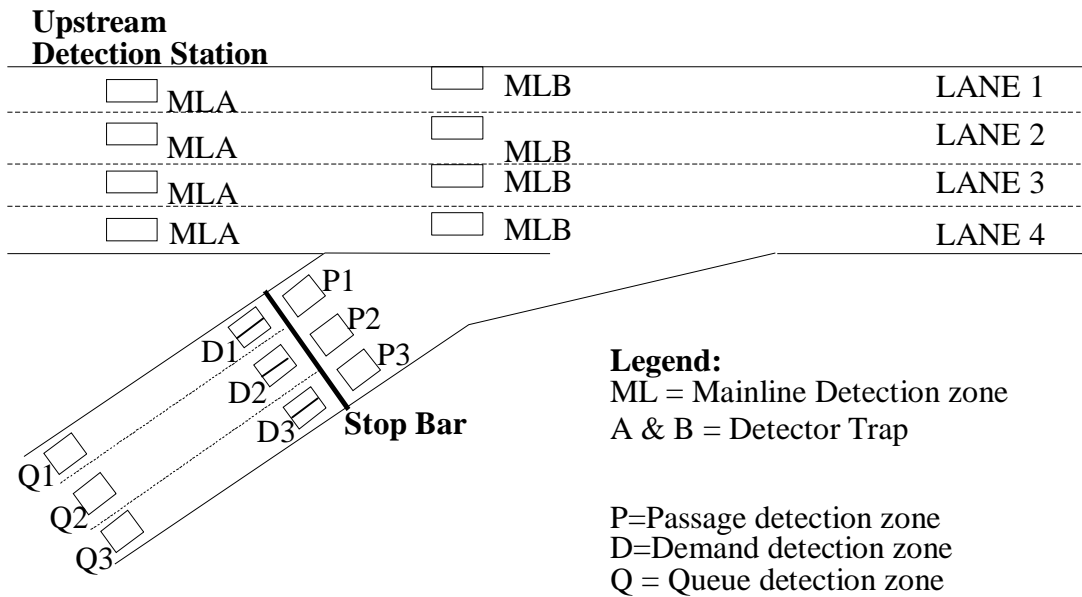 Upstream
Detection Station
MLA
MLB
LANE 1
MLA
MLB
LANE 2
MLA
MLB
LANE 3
MLA
MLB
LANE 4
P1
P2
P3
D1
D2
D3
Stop Bar
Q1
Q2
Q3
Legend:
ML = Mainline Detection zone
A & B = Detector Trap
P=Passage detection zone
D=Demand detection zone
Q = Queue detection zone